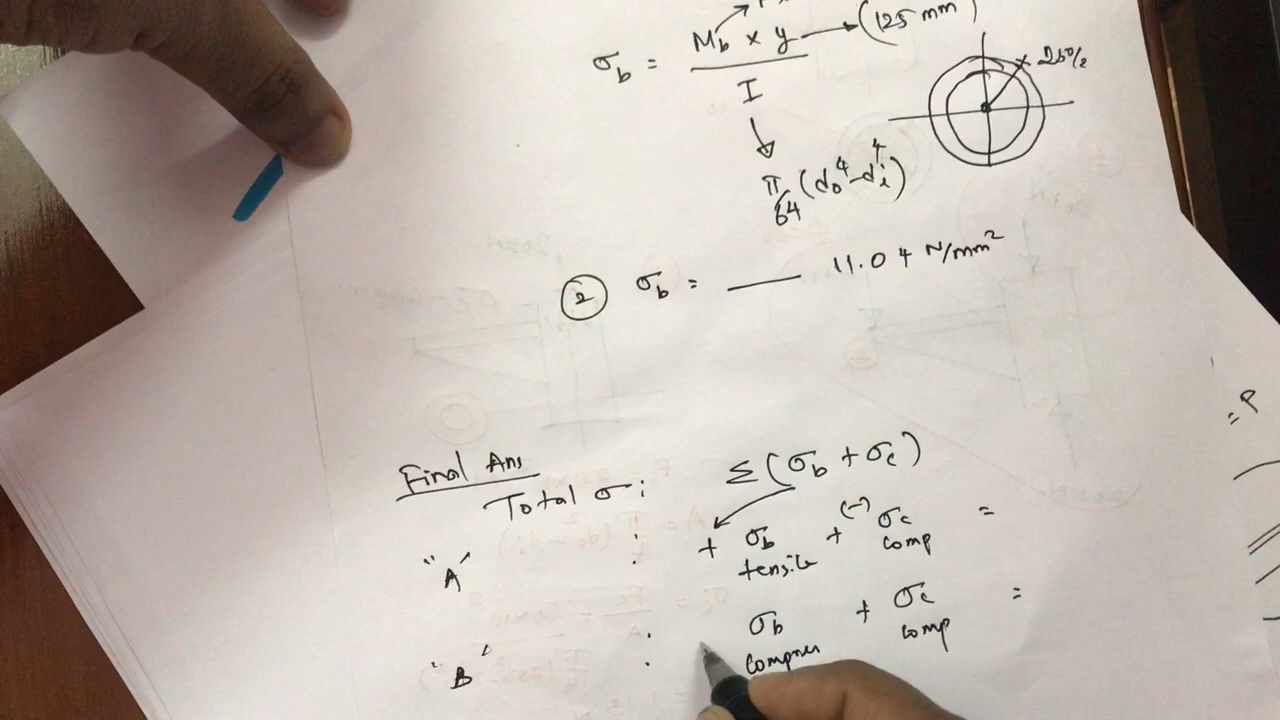 σb = Mb × y → (125 mm)
I
π/64 (do⁴ - di⁴)
250/2
② σb = ___ 11.04 N/mm²
Final Ans
Total σ: Σ(σb + σc)
"A" : + σb tensile + (-) σc comp =
"B" : σb compres + σc comp =